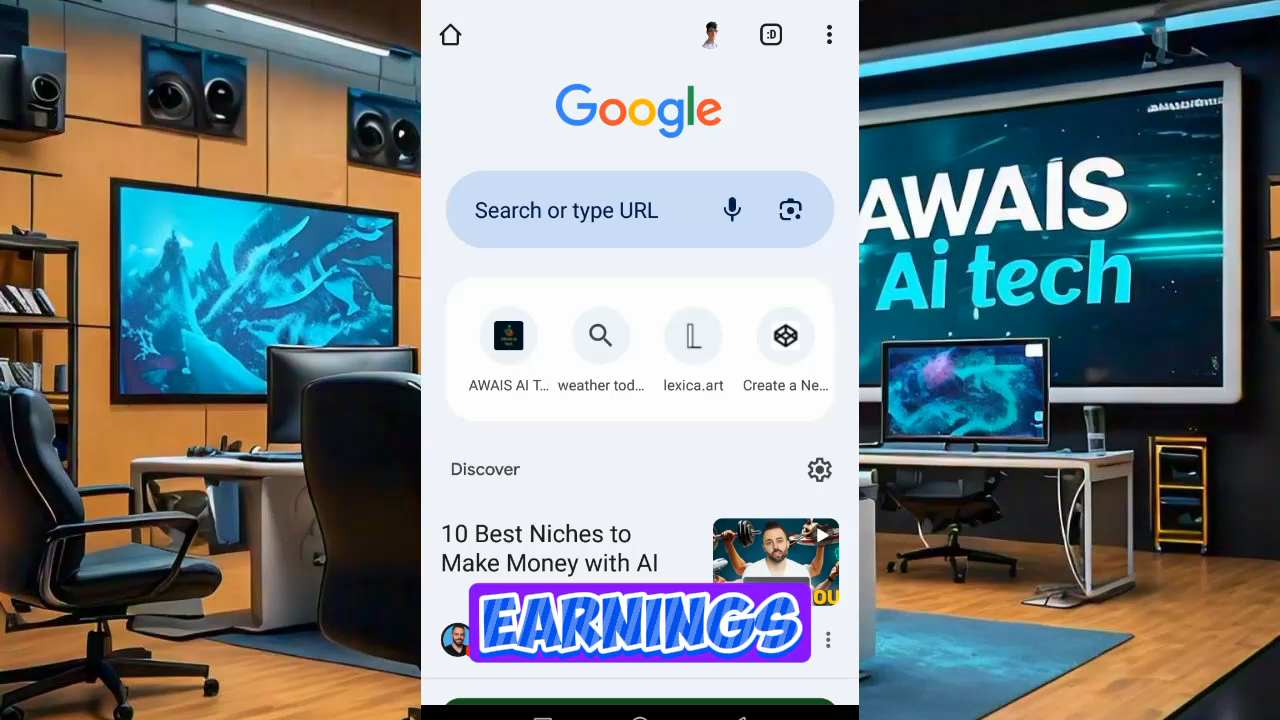 :D
Google
Search or type URL
AWAIS AI T...
weather tod...
lexica.art
Create a Ne...
Discover
10 Best Niches to
Make Money with AI
OU
EARNINGS
AWAIS
Ai tech